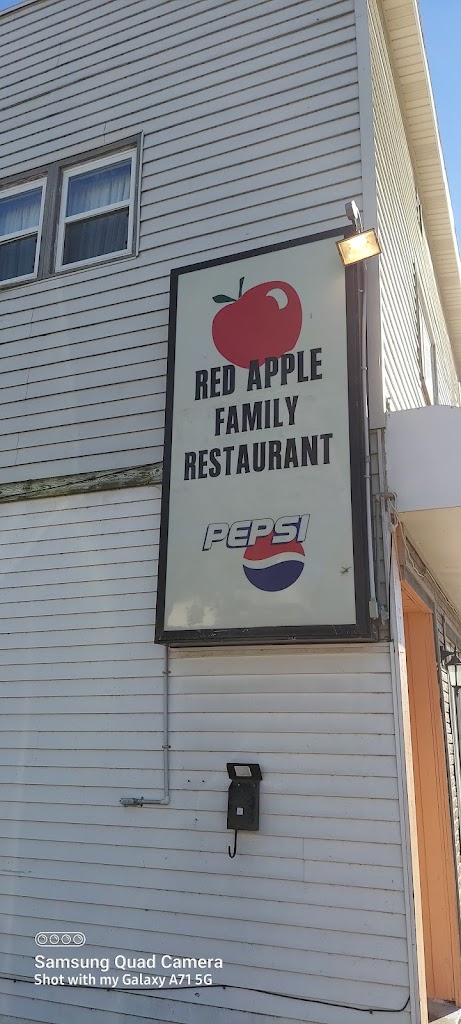 RED APPLE
FAMILY
RESTAURANT
PEPSI
Samsung Quad Camera
Shot with my Galaxy A71 5G